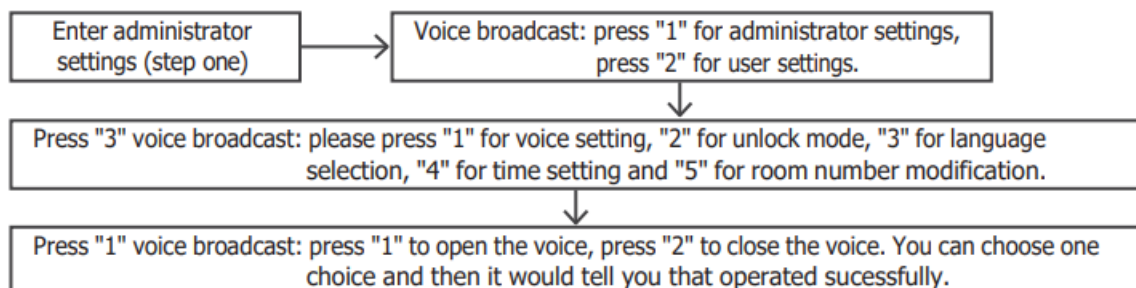 Enter administrator
settings (step one)
Voice broadcast: press "1" for administrator settings,
press "2" for user settings.
Press "3" voice broadcast: please press "1" for voice setting, "2" for unlock mode, "3" for language
selection, "4" for time setting and "5" for room number modification.
Press "1" voice broadcast: press "1" to open the voice, press "2" to close the voice. You can choose one
choice and then it would tell you that operated sucessfully.